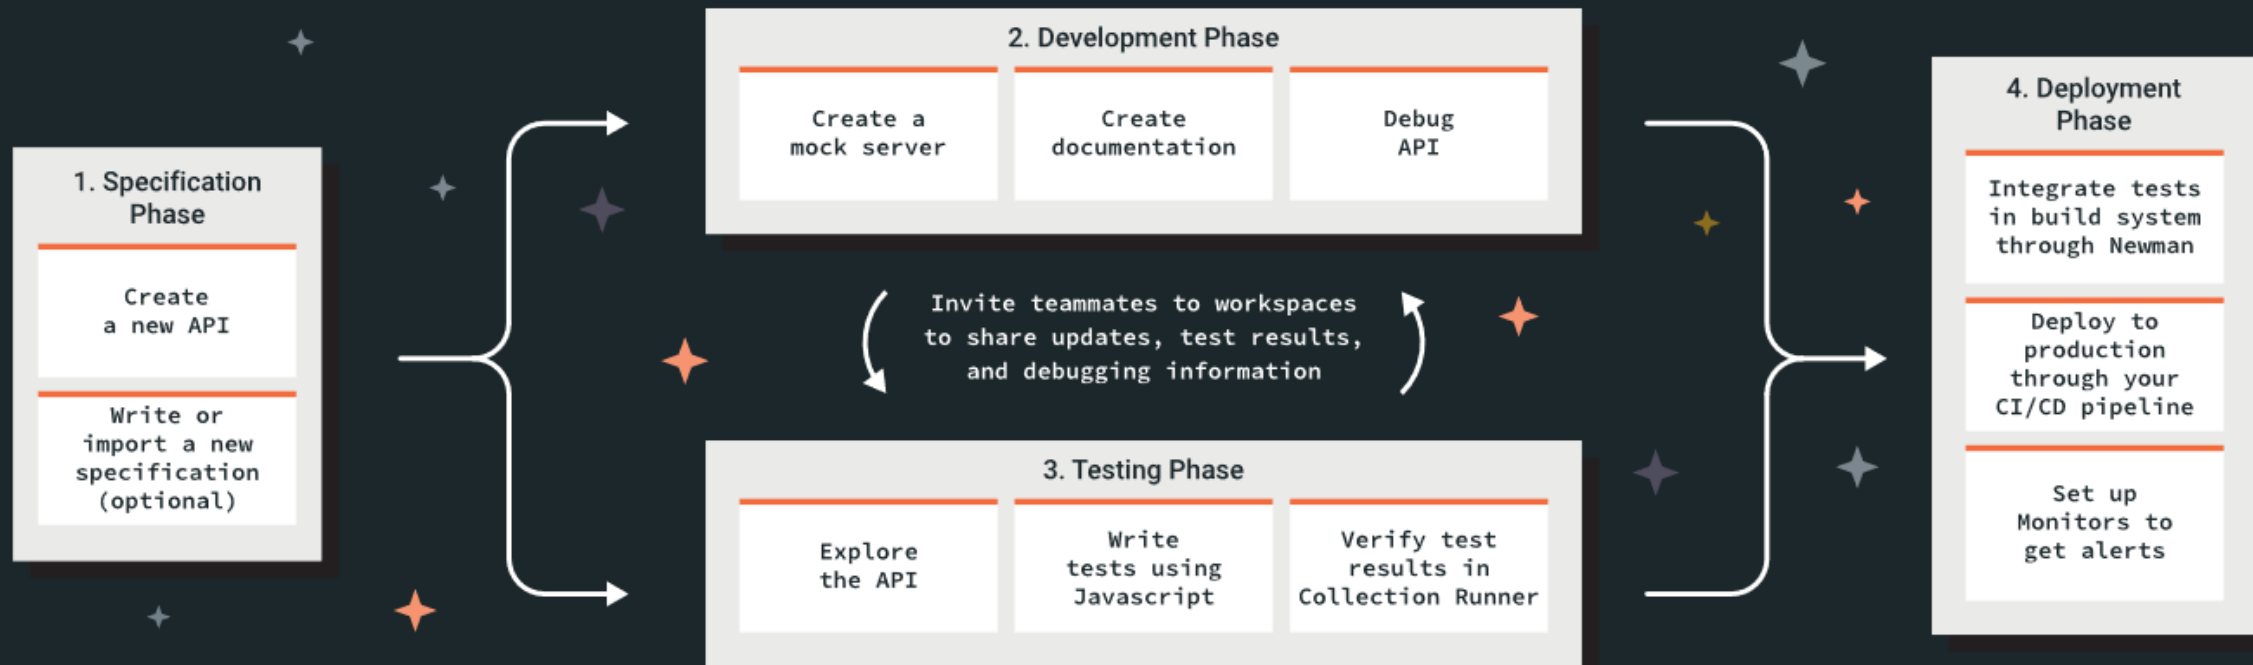 1. Specification
Phase
Create
a new API
Write or
import a new
specification
(optional)
2. Development Phase
Create a
mock server
Create
documentation
Debug
API
Invite teammates to workspaces
to share updates, test results,
and debugging information
3. Testing Phase
Explore
the API
Write
tests using
Javascript
Verify test
results in
Collection Runner
4. Deployment
Phase
Integrate tests
in build system
through Newman
Deploy to
production
through your
CI/CD pipeline
Set up
Monitors to
get alerts